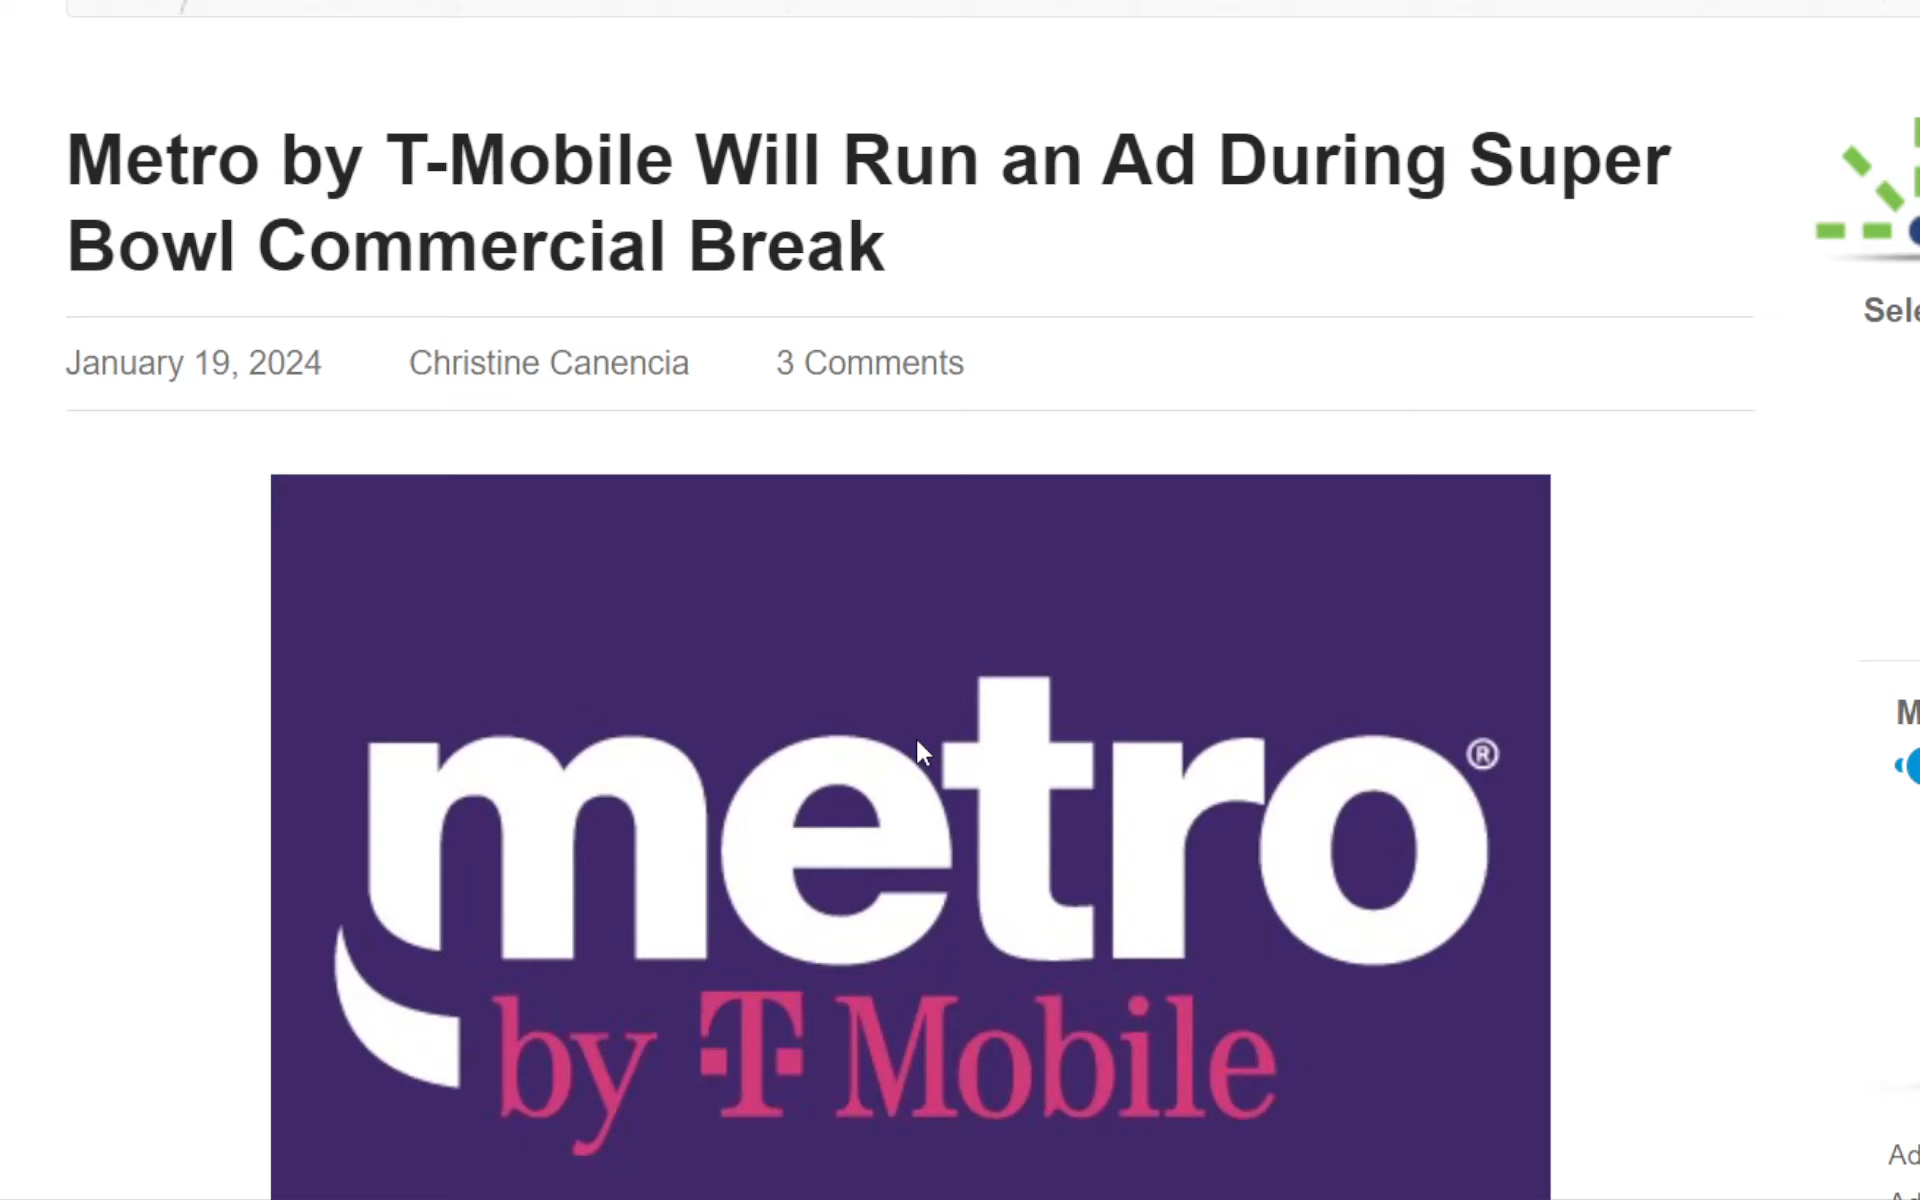 Metro by T-Mobile Will Run an Ad During Super
Bowl Commercial Break
January 19, 2024 Christine Canencia 3 Comments
metro®
by T Mobile